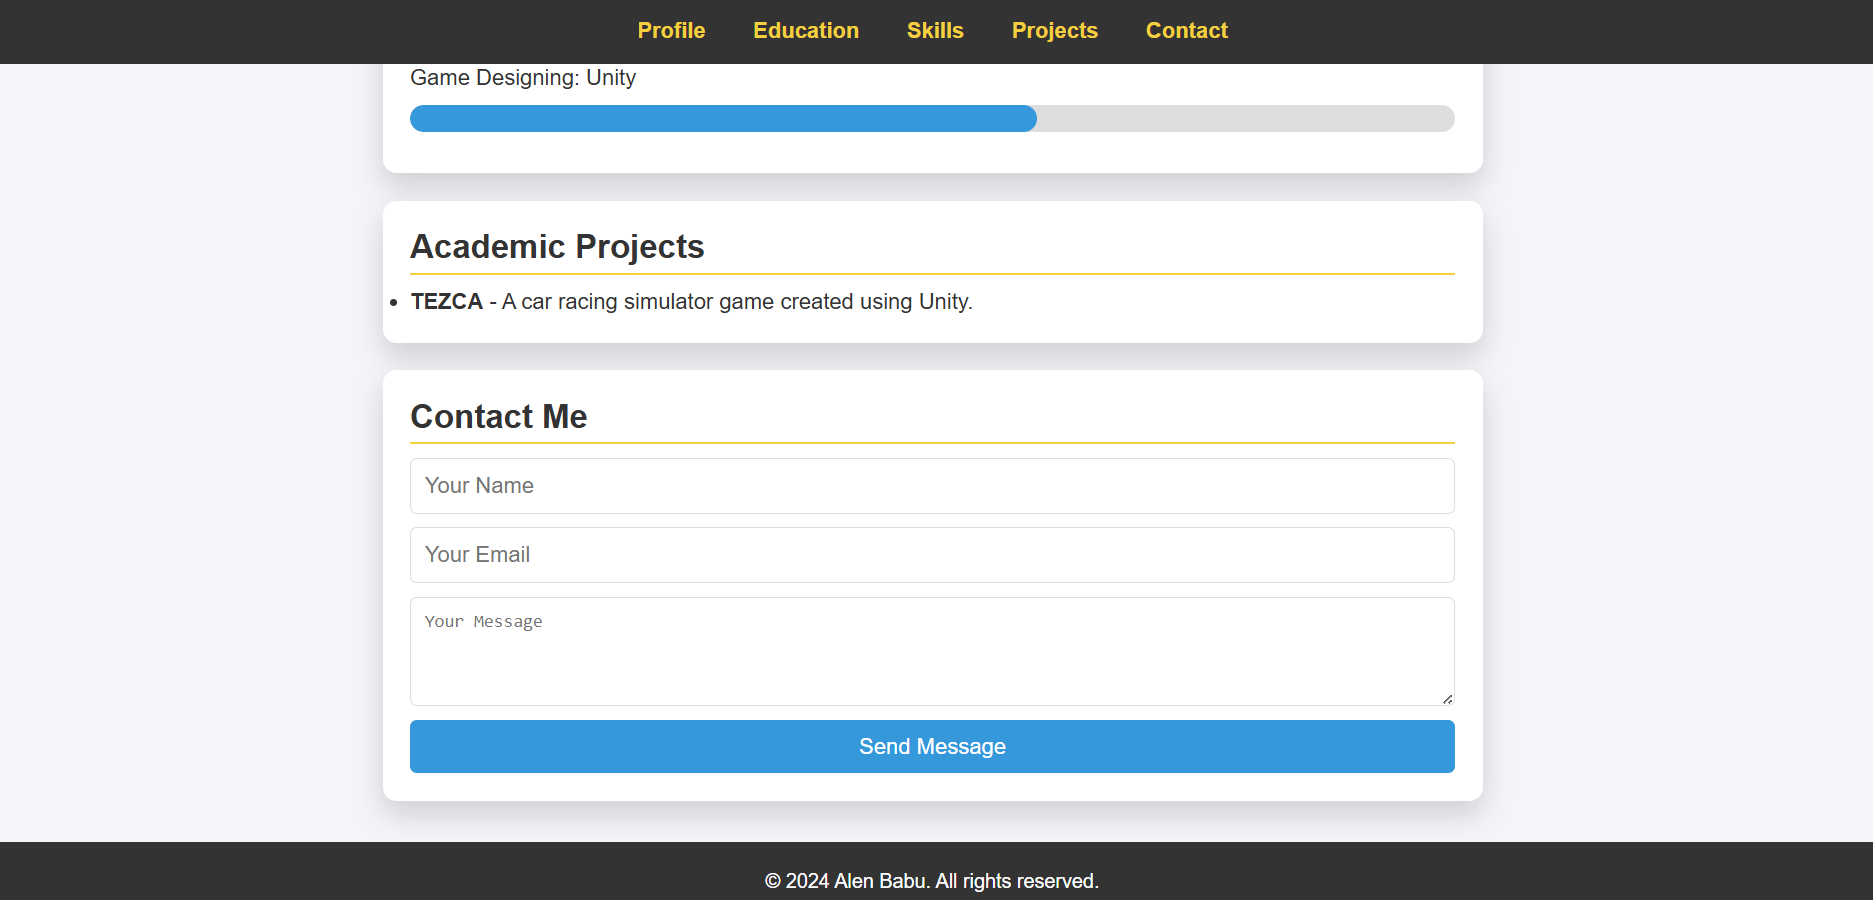 Profile Education Skills Projects Contact
Game Designing: Unity
Academic Projects
• TEZCA - A car racing simulator game created using Unity.
Contact Me
Your Name
Your Email
Your Message
Send Message
© 2024 Alen Babu. All rights reserved.